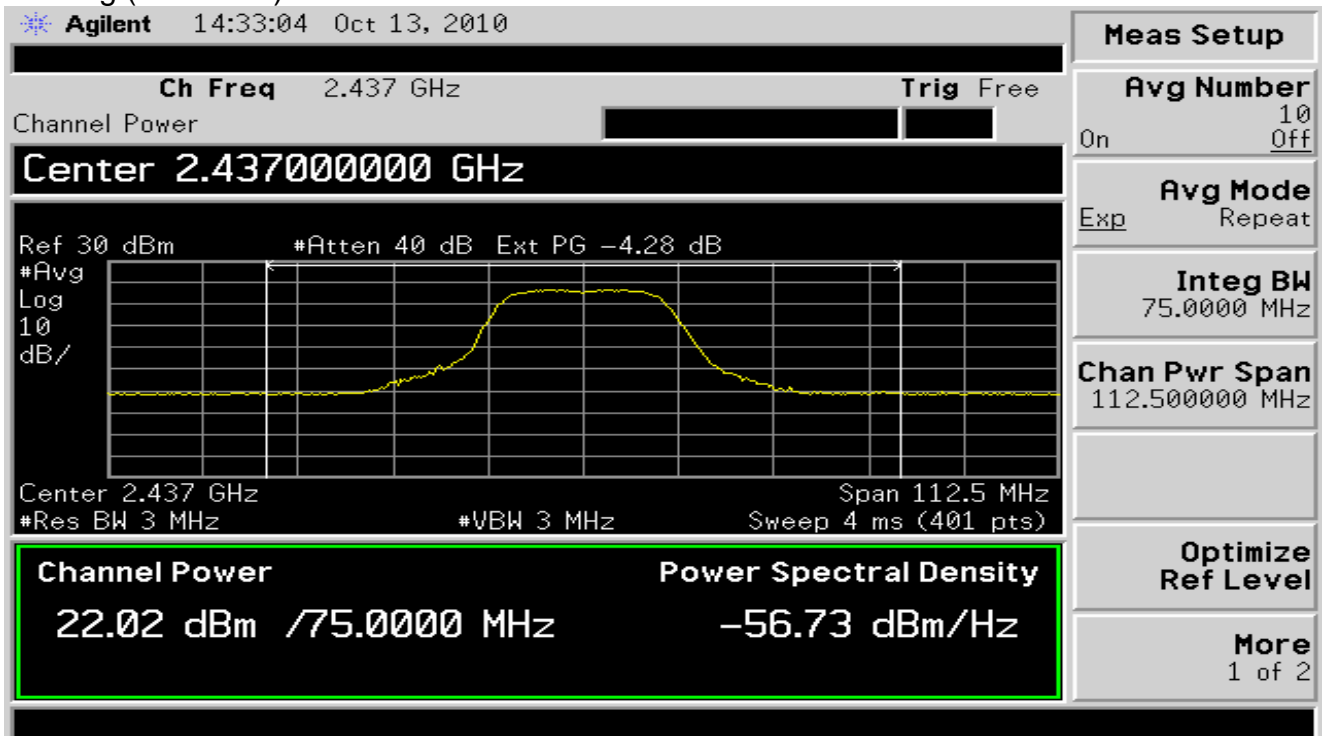 Agilent 14:33:04 Oct 13, 2010
Meas Setup
Ch Freq 2.437 GHz Trig Free
Channel Power
Center 2.437000000 GHz
Ref 30 dBm #Atten 40 dB Ext PG −4.28 dB
#Avg
Log
10
dB/
Center 2.437 GHz Span 112.5 MHz
#Res BW 3 MHz #VBW 3 MHz Sweep 4 ms (401 pts)
Channel Power Power Spectral Density
22.02 dBm /75.0000 MHz −56.73 dBm/Hz
Avg Number
10
On Off
Avg Mode
Exp Repeat
Integ BW
75.0000 MHz
Chan Pwr Span
112.500000 MHz
Optimize
Ref Level
More
1 of 2